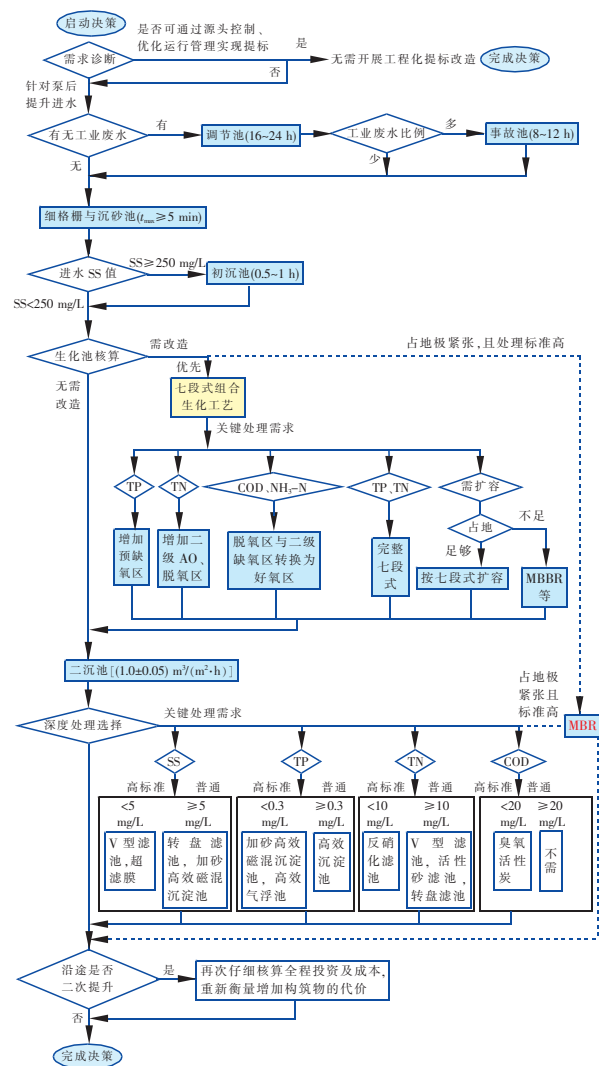 启动决策
是否可通过源头控制、
优化运行管理实现提标
需求诊断
是
无需开展工程化提标改造
完成决策
否
针对泵后
提升进水
有无工业废水
有
调节池(16~24 h)
工业废水比例
多
事故池(8~12 h)
无
少
细格栅与沉砂池(tmax≥5 min)
进水 SS 值
SS≥250 mg/L
初沉池(0.5~1 h)
SS<250 mg/L
生化池核算
需改造
占地极紧张,且处理标准高
优先
无需
改造
七段式组合
生化工艺
关键处理需求
TP
TN
COD、NH₃-N
TP、TN
需扩容
占地
不足
足够
增加
预缺
氧区
增加二
级 AO、
脱氧区
脱氧区与二级
缺氧区转换为
好氧区
完整
七段
式
按七段式扩容
MBBR
等
二沉池[(1.0±0.05) m³/(m²·h)]
占地极
紧张且
标准高
深度处理选择
关键处理需求
MBR
SS
TP
TN
COD
高标准 普通
高标准 普通
高标准 普通
高标准 普通
<5
mg/L
≥5
mg/L
<0.3
mg/L
≥0.3
mg/L
<10
mg/L
≥10
mg/L
<20
mg/L
≥20
mg/L
V 型滤
池,超
滤膜
转盘滤
池,加砂
高效磁混
沉淀池
加砂高效
磁混沉淀
池,高效
气浮池
高效
沉淀
池
反硝
化滤
池
V 型滤
池,活性
砂滤池,
转盘滤池
臭氧
活性
炭
不
需
沿途是否
二次提升
是
再次仔细核算全程投资及成本,
重新衡量增加构筑物的代价
否
完成决策